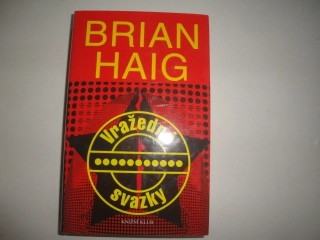 BRIAN
HAIG
Vražedné
svazky
KNIŽNÍ KLUB